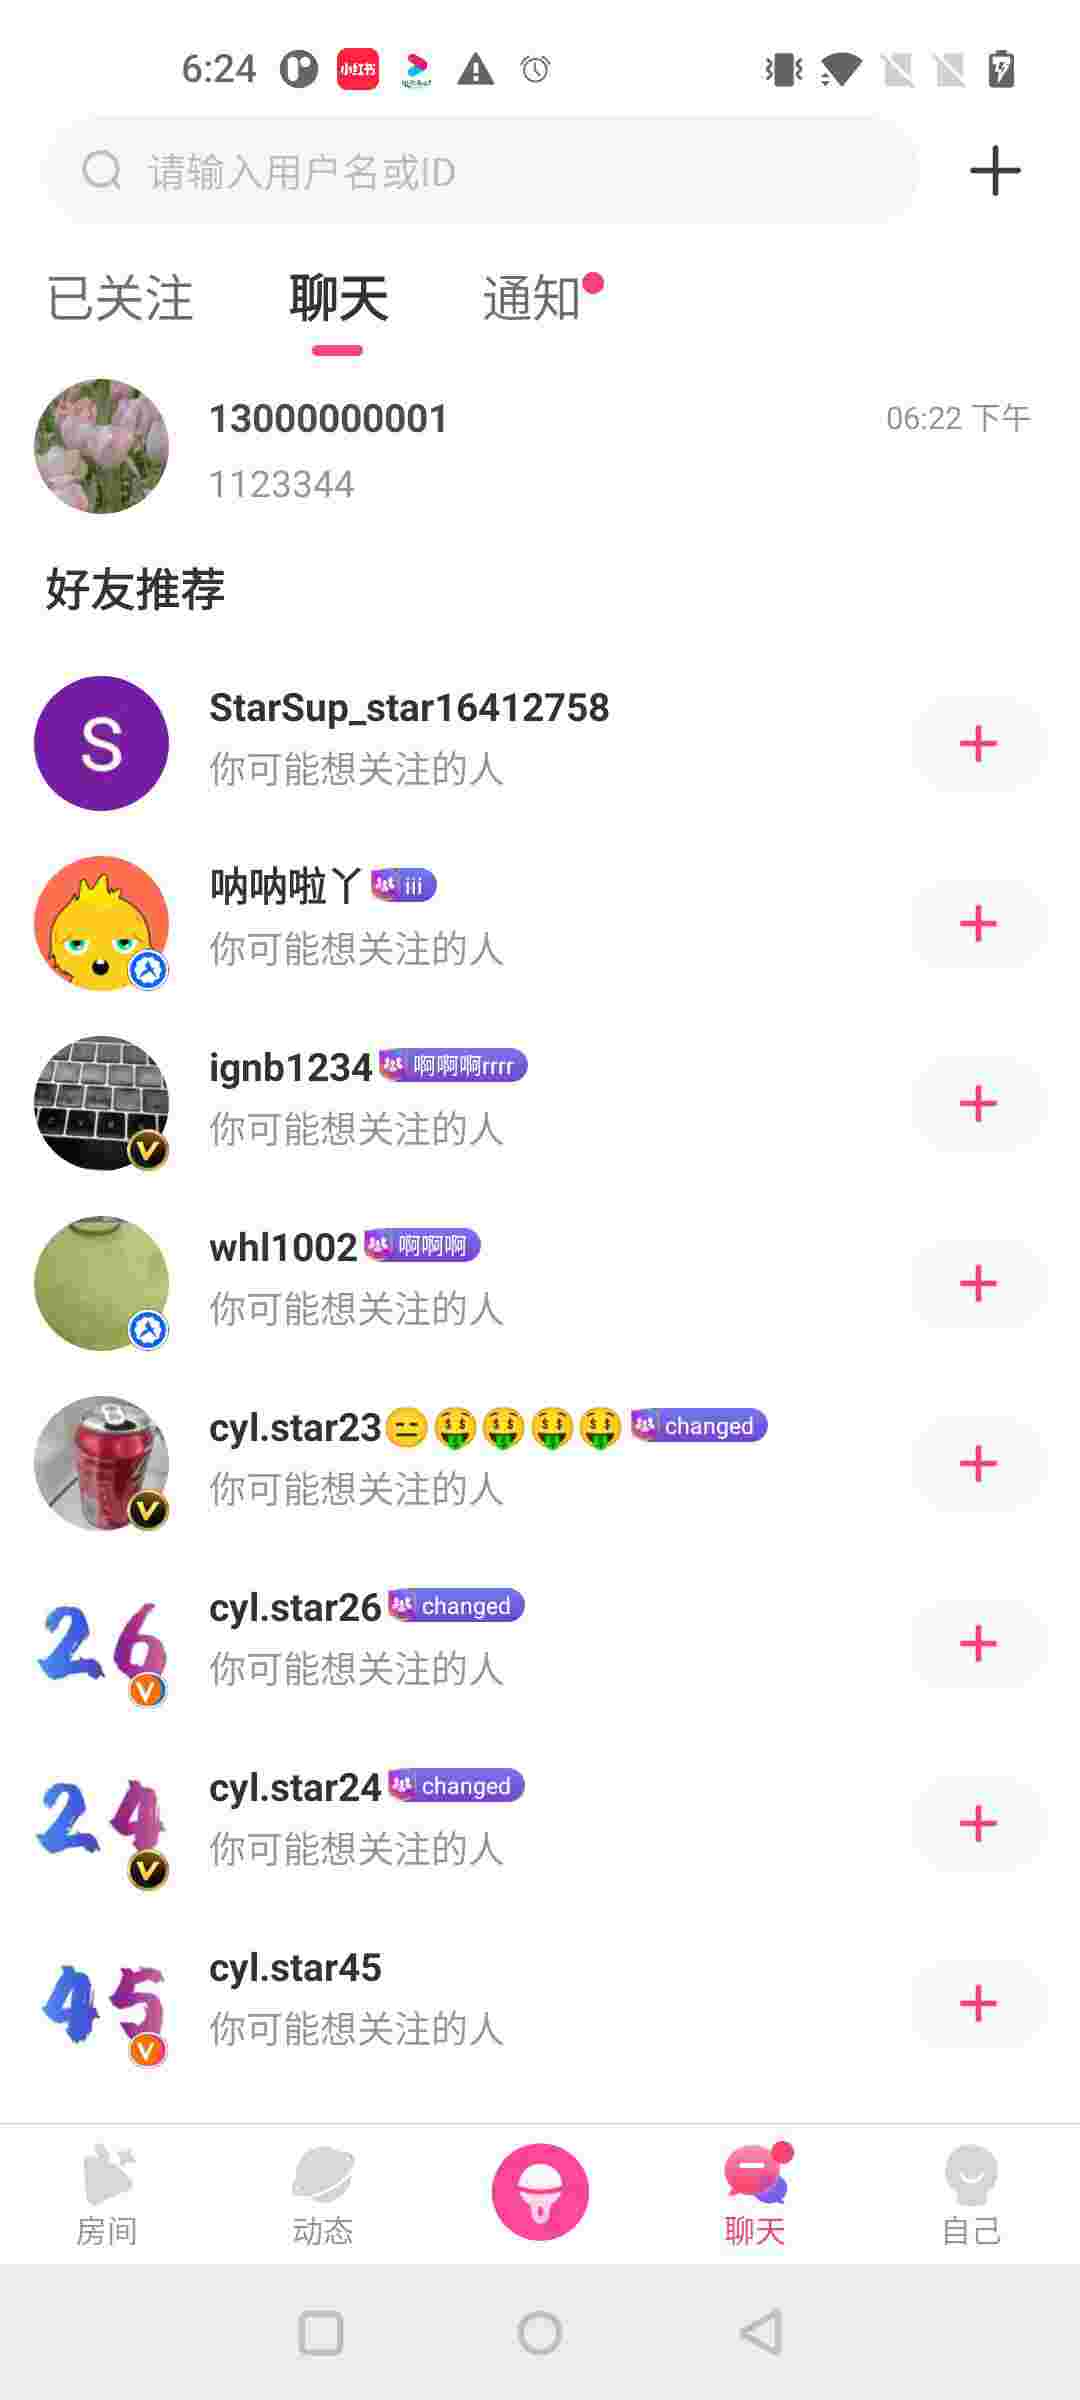 6:24
小红书
请输入用户名或ID
已关注 聊天 通知
13000000001 06:22 下午
1123344
好友推荐
S StarSup_star16412758
你可能想关注的人
呐呐啦丫 iii
你可能想关注的人
ignb1234 啊啊啊rrrr
你可能想关注的人
whl1002 啊啊啊
你可能想关注的人
cyl.star23😑🤑🤑🤑🤑 changed
你可能想关注的人
26 cyl.star26 changed
你可能想关注的人
24 cyl.star24 changed
你可能想关注的人
45 cyl.star45
你可能想关注的人
房间 动态 聊天 自己